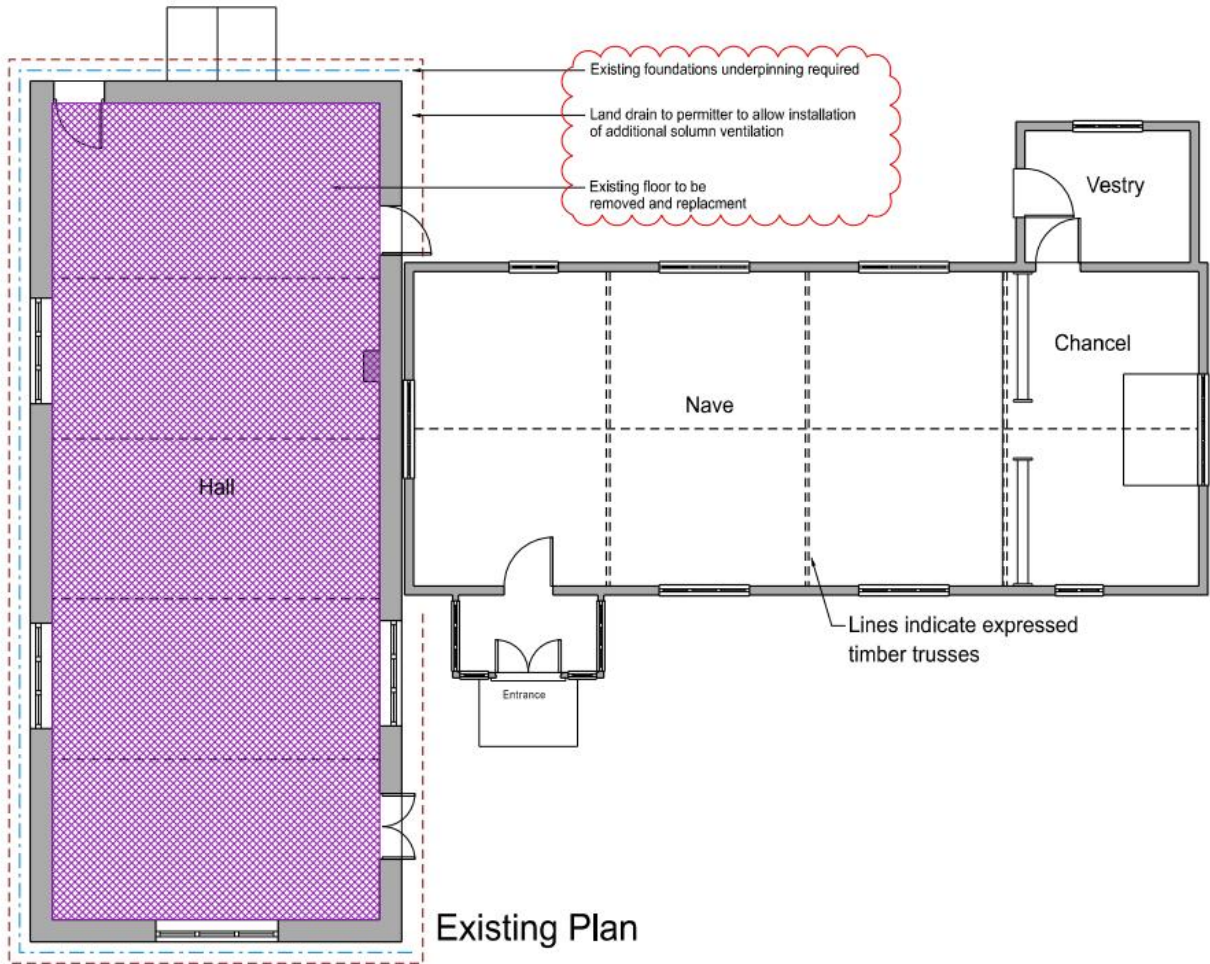 Existing foundations underpinning required
Land drain to permitter to allow installation
of additional solumn ventilation
Existing floor to be
removed and replacment
Vestry
Chancel
Nave
Hall
Lines indicate expressed
timber trusses
Entrance
Existing Plan